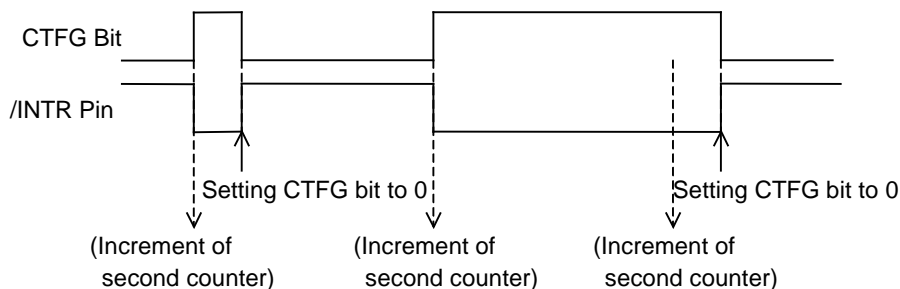 CTFG Bit
/INTR Pin
Setting CTFG bit to 0
Setting CTFG bit to 0
(Increment of
second counter)
(Increment of
second counter)
(Increment of
second counter)